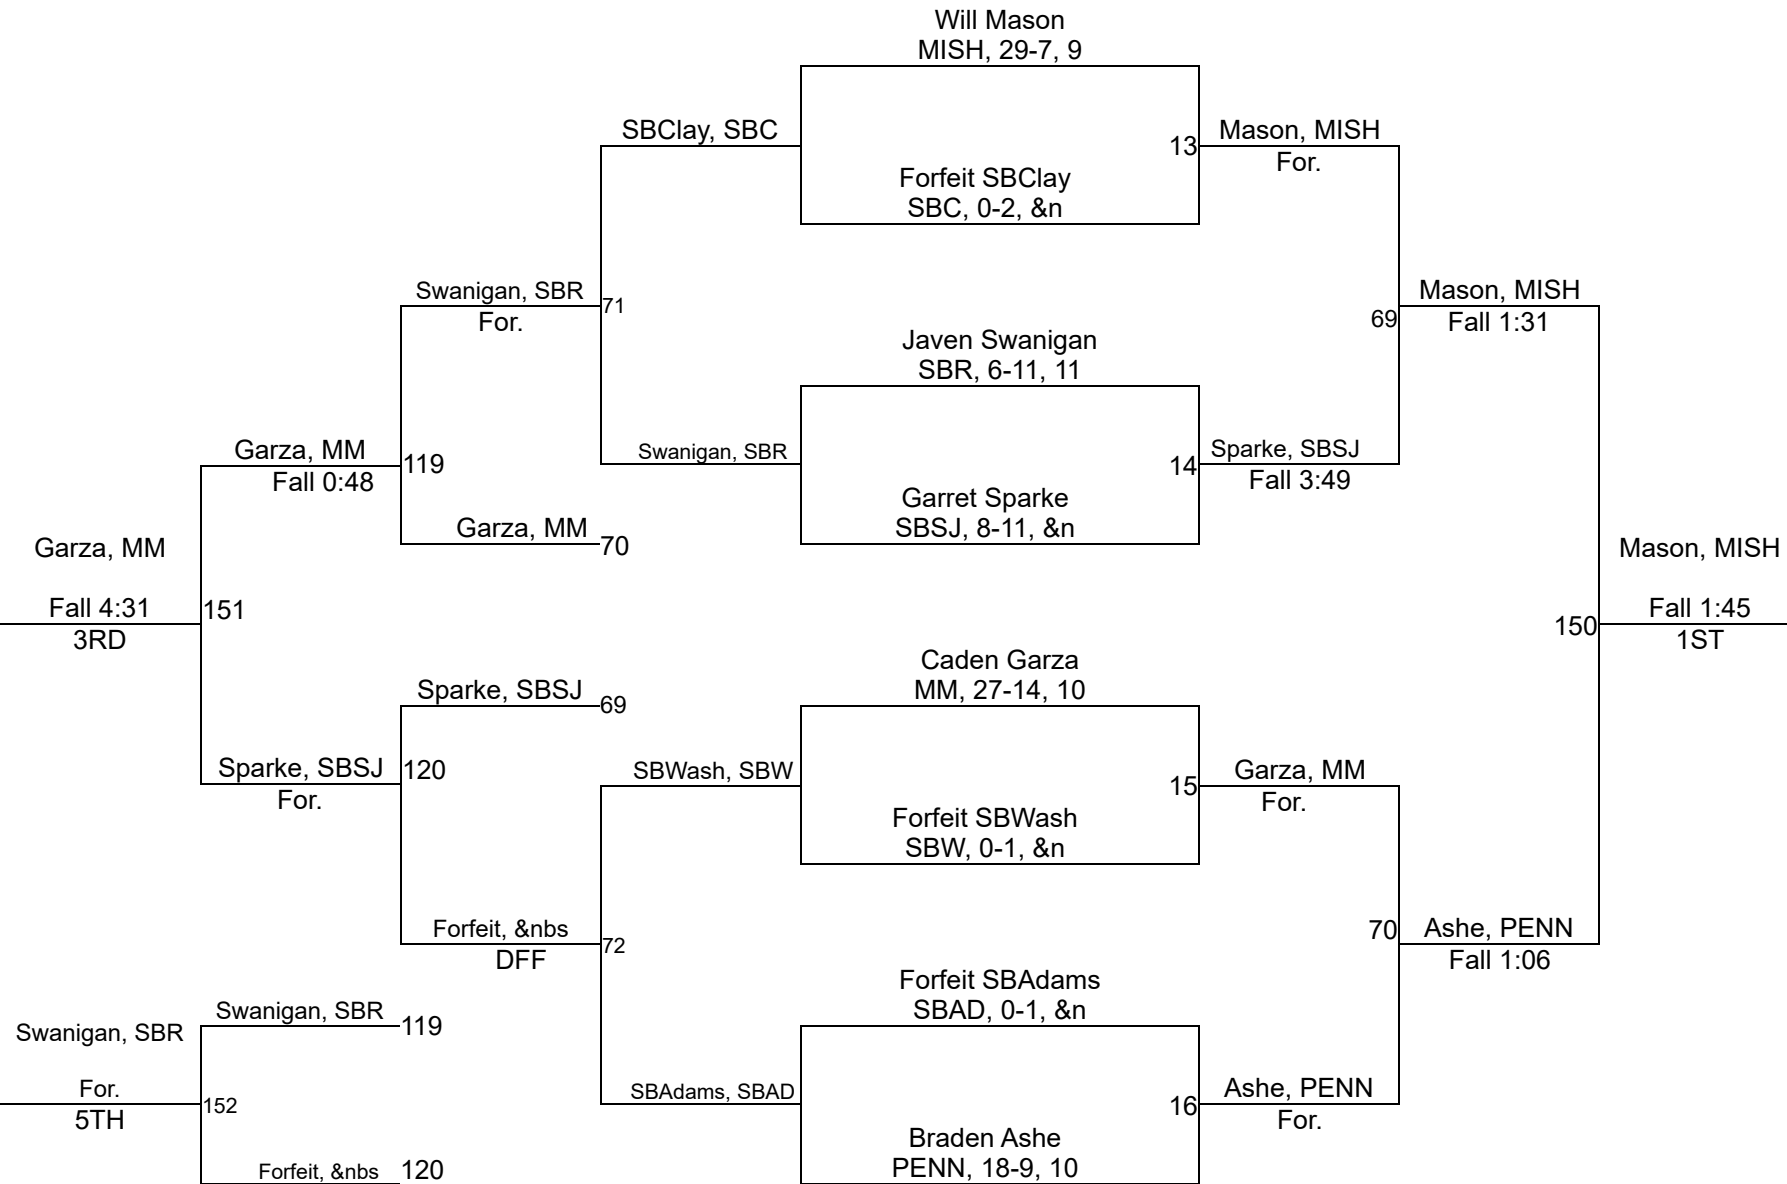 Will Mason
MISH, 29-7, 9
SBClay, SBC
13
Mason, MISH
For.
Forfeit SBClay
SBC, 0-2, &n
Swanigan, SBR
For.
71
Mason, MISH
Fall 1:31
69
Javen Swanigan
SBR, 6-11, 11
Garza, MM
Fall 0:48
119
Swanigan, SBR
14
Sparke, SBSJ
Fall 3:49
Garret Sparke
SBSJ, 8-11, &n
Garza, MM
70
Garza, MM
Fall 4:31
3RD
151
Mason, MISH
Fall 1:45
1ST
150
Caden Garza
MM, 27-14, 10
Sparke, SBSJ
69
Sparke, SBSJ
For.
120
SBWash, SBW
15
Garza, MM
For.
Forfeit SBWash
SBW, 0-1, &n
Forfeit, &nbs
DFF
72
70
Ashe, PENN
Fall 1:06
Forfeit SBAdams
SBAD, 0-1, &n
Swanigan, SBR
119
Swanigan, SBR
For.
5TH
152
SBAdams, SBAD
16
Ashe, PENN
For.
Braden Ashe
PENN, 18-9, 10
Forfeit, &nbs
120